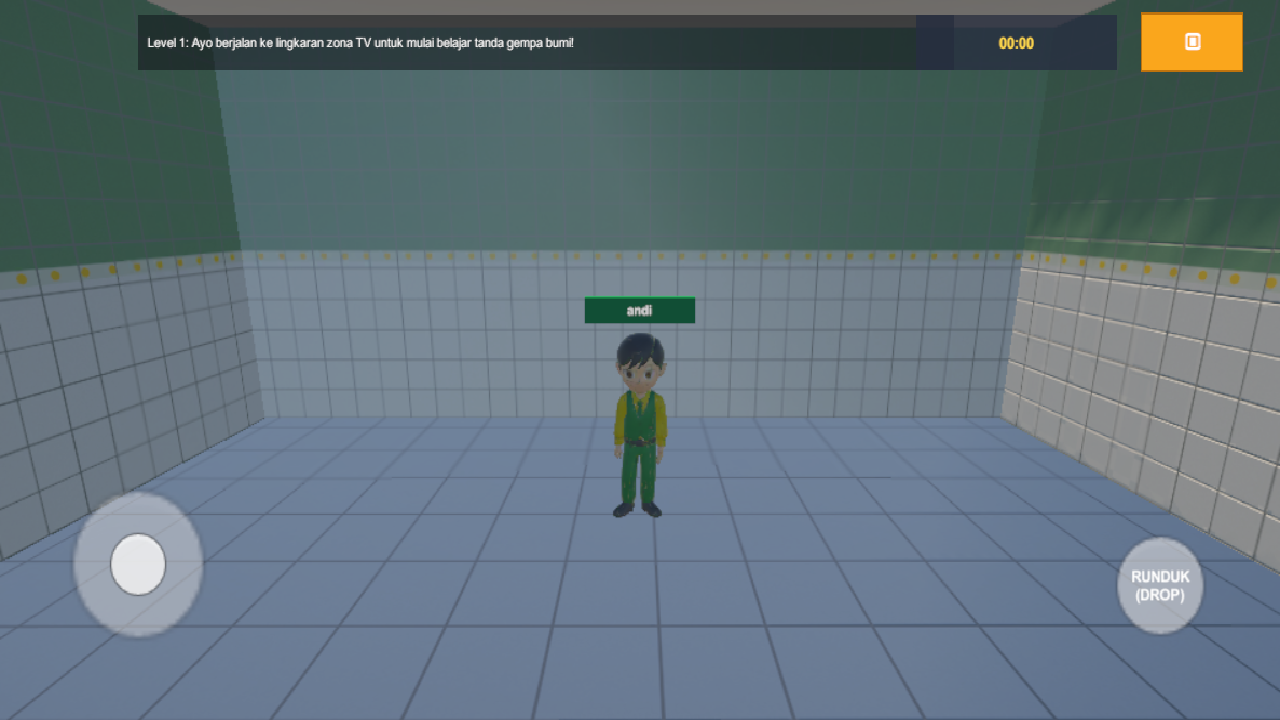 Level 1: Ayo berjalan ke lingkaran zona TV untuk mulai belajar tanda gempa bumi!
00:00
andi
RUNDUK
(DROP)